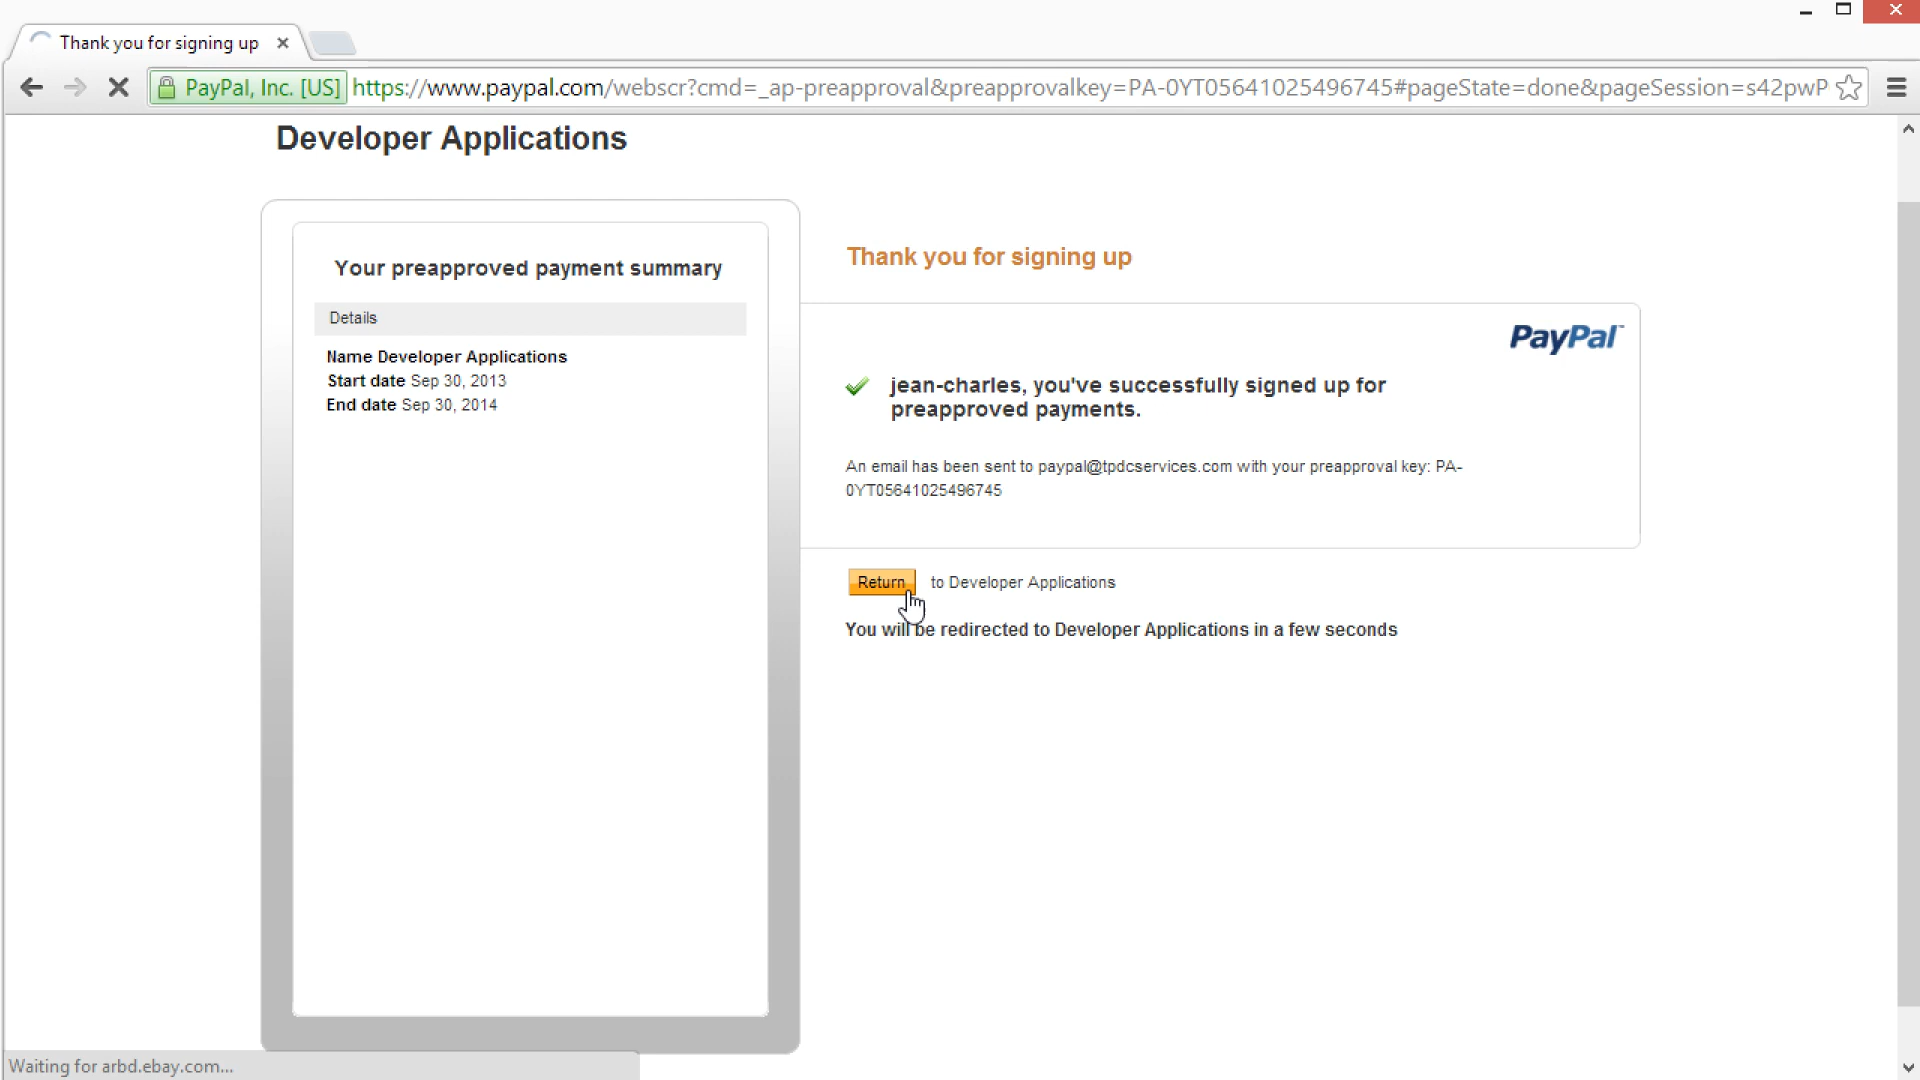 Thank you for signing up
PayPal, Inc. [US] https://www.paypal.com/webscr?cmd=_ap-preapproval&preapprovalkey=PA-0YT05641025496745#pageState=done&pageSession=s42pwP
Developer Applications
Your preapproved payment summary
Details
Name Developer Applications
Start date Sep 30, 2013
End date Sep 30, 2014
Thank you for signing up
PayPal™
jean-charles, you've successfully signed up for
preapproved payments.
An email has been sent to paypal@tpdcservices.com with your preapproval key: PA-
0YT05641025496745
Return to Developer Applications
You will be redirected to Developer Applications in a few seconds
Waiting for arbd.ebay.com...